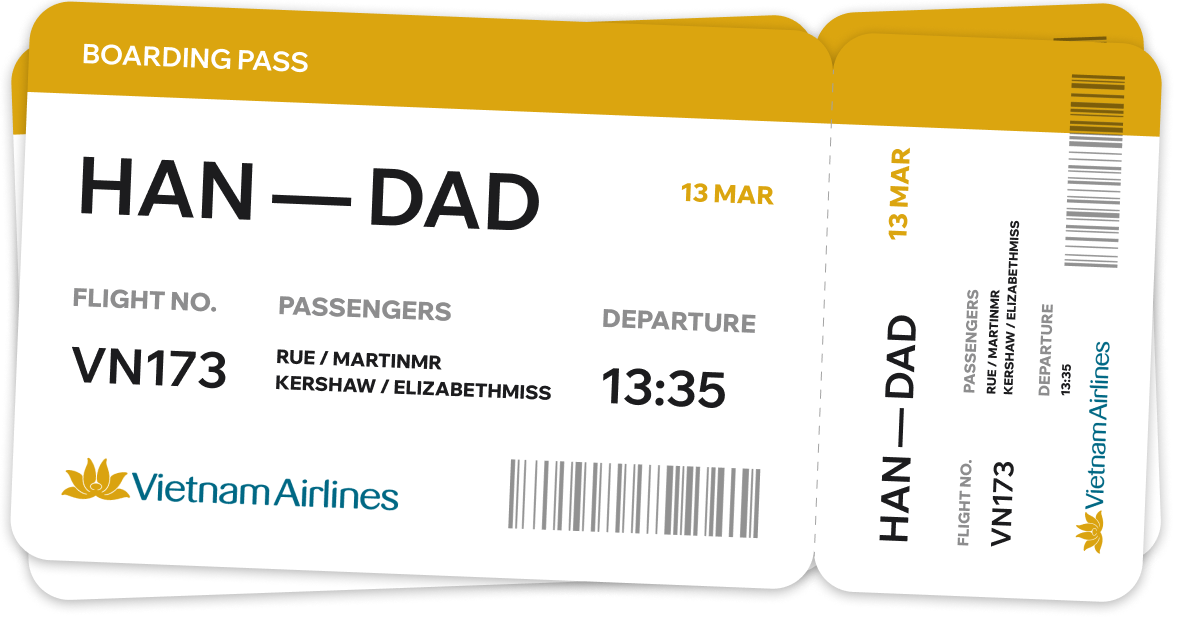 BOARDING PASS
HAN — DAD
13 MAR
FLIGHT NO.
VN173
PASSENGERS
RUE / MARTINMR
KERSHAW / ELIZABETHMISS
DEPARTURE
13:35
Vietnam Airlines
HAN — DAD
13 MAR
FLIGHT NO.
VN173
PASSENGERS
RUE / MARTINMR
KERSHAW / ELIZABETHMISS
DEPARTURE
13:35
Vietnam Airlines